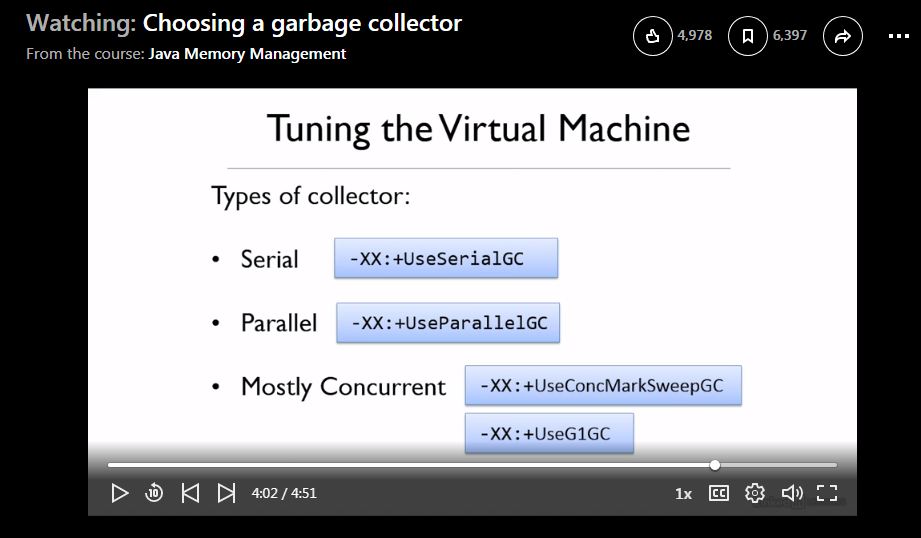 Watching: Choosing a garbage collector
From the course: Java Memory Management
4,978
6,397
Tuning the Virtual Machine
Types of collector:
• Serial -XX:+UseSerialGC
• Parallel -XX:+UseParallelGC
• Mostly Concurrent -XX:+UseConcMarkSweepGC
-XX:+UseG1GC
10
4:02 / 4:51
1x
CC